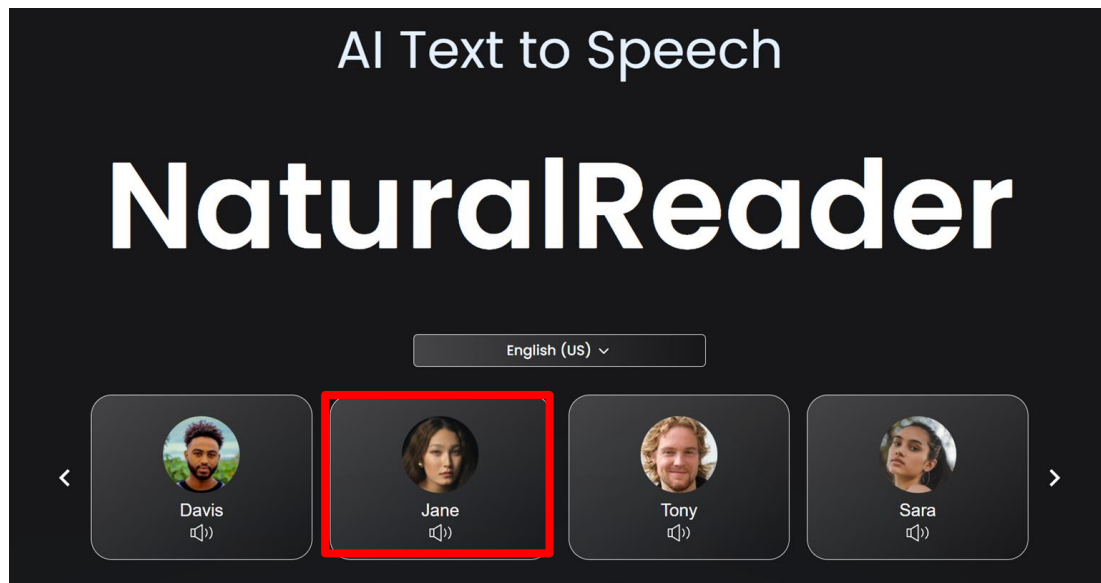 AI Text to Speech
NaturalReader
English (US)
Davis
Jane
Tony
Sara